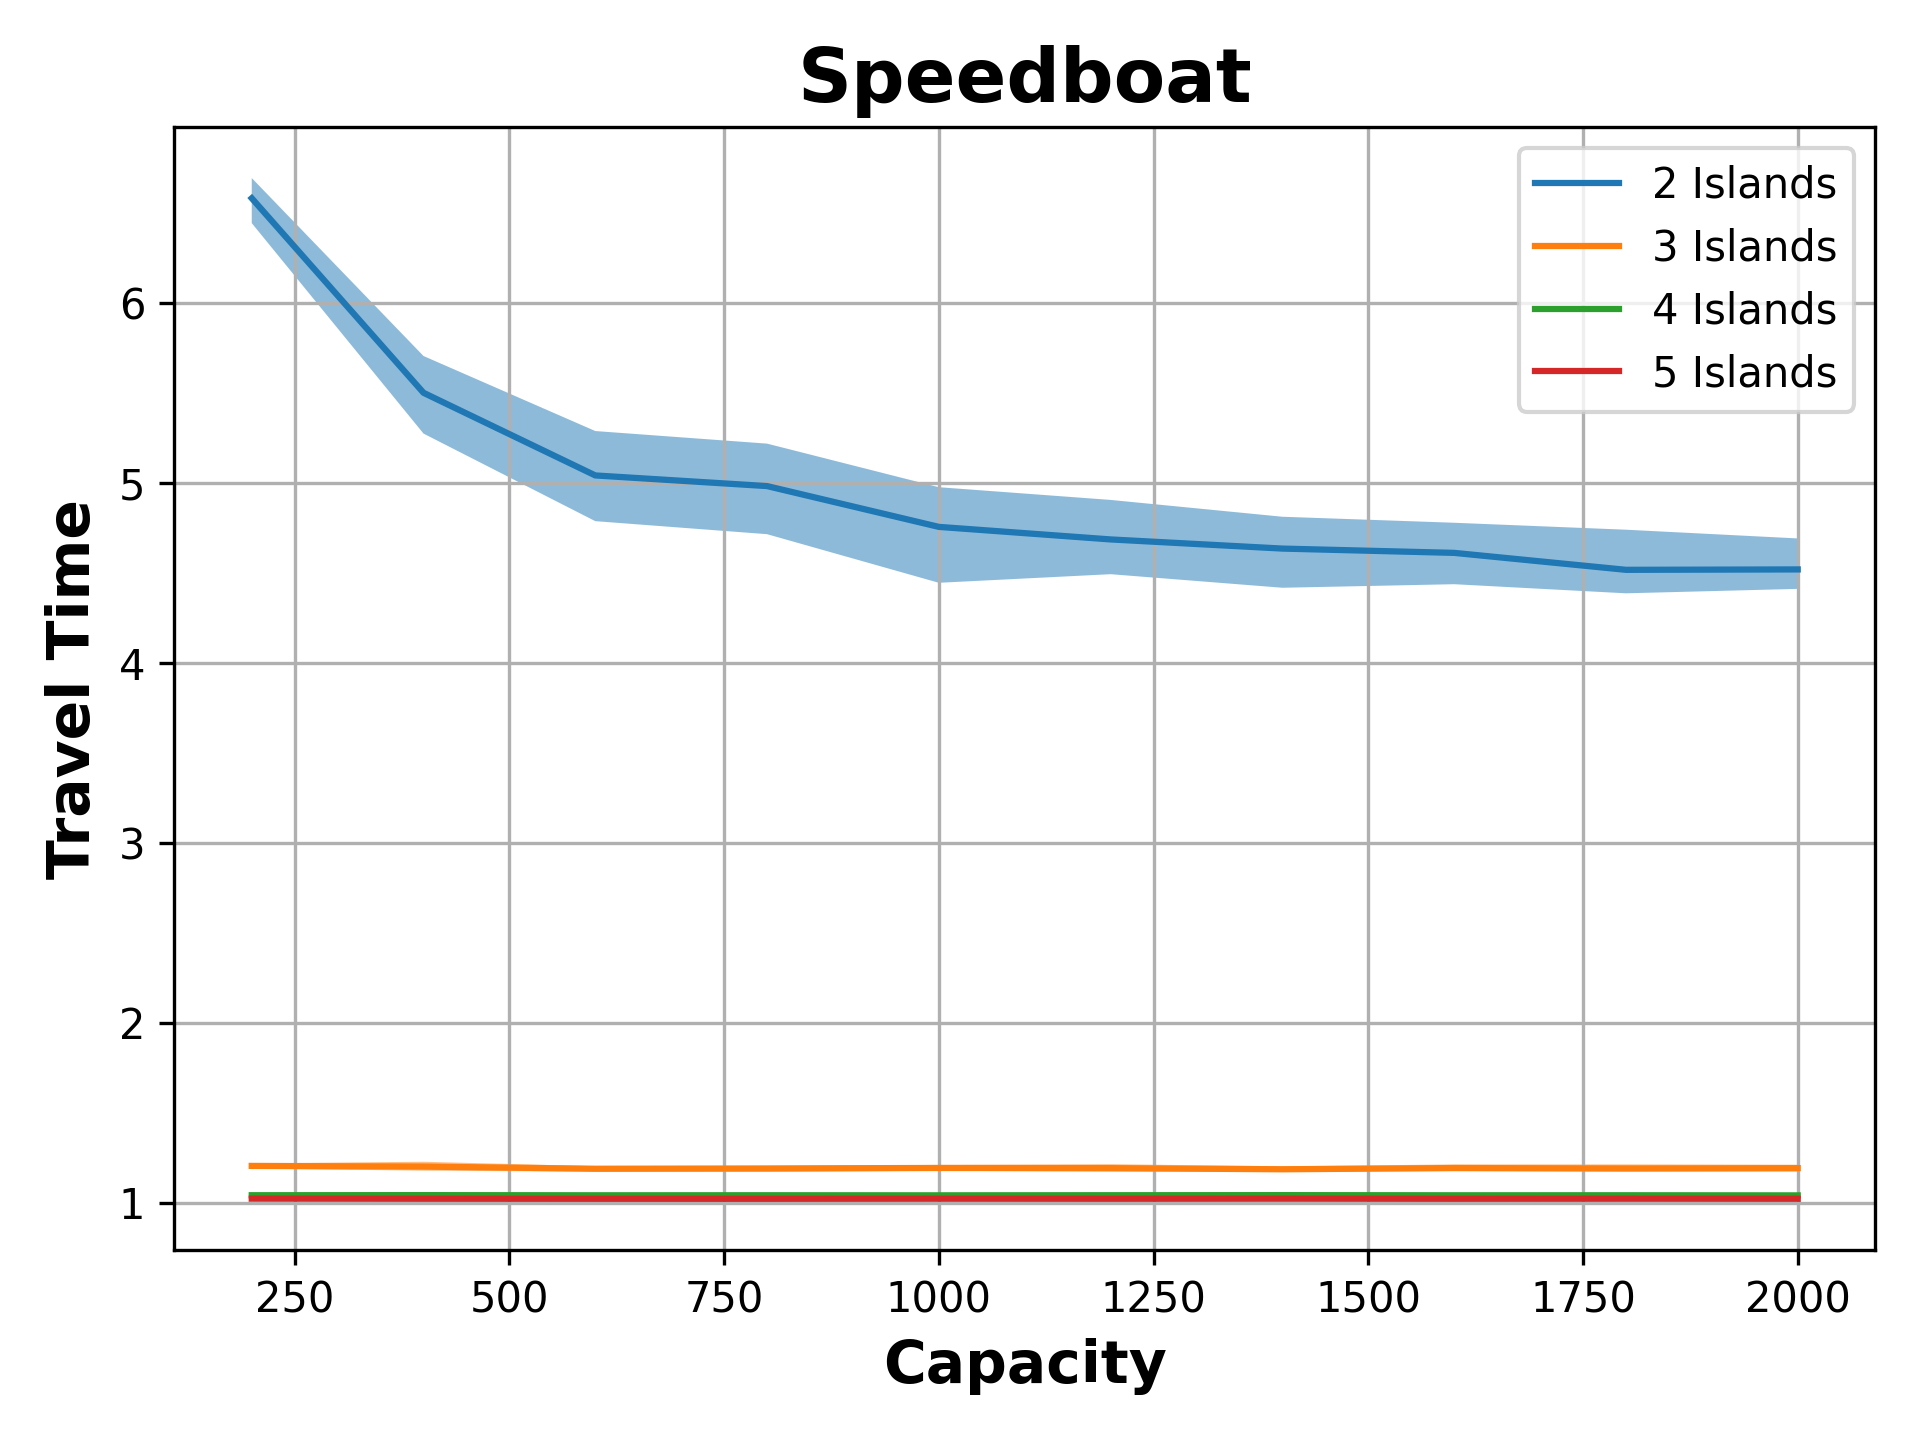 Speedboat
2 Islands
3 Islands
4 Islands
5 Islands
Travel Time
6
5
4
3
2
1
250 500 750 1000 1250 1500 1750 2000
Capacity